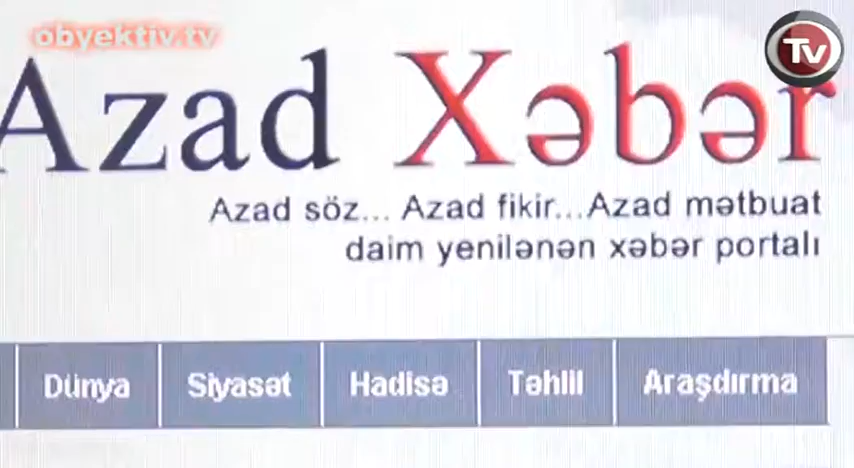 obyektiv.tv
Tv
Azad Xəbər
Azad söz... Azad fikir...Azad mətbuat
daim yenilənən xəbər portalı
Dünya Siyasət Hadisə Təhlil Araşdırma